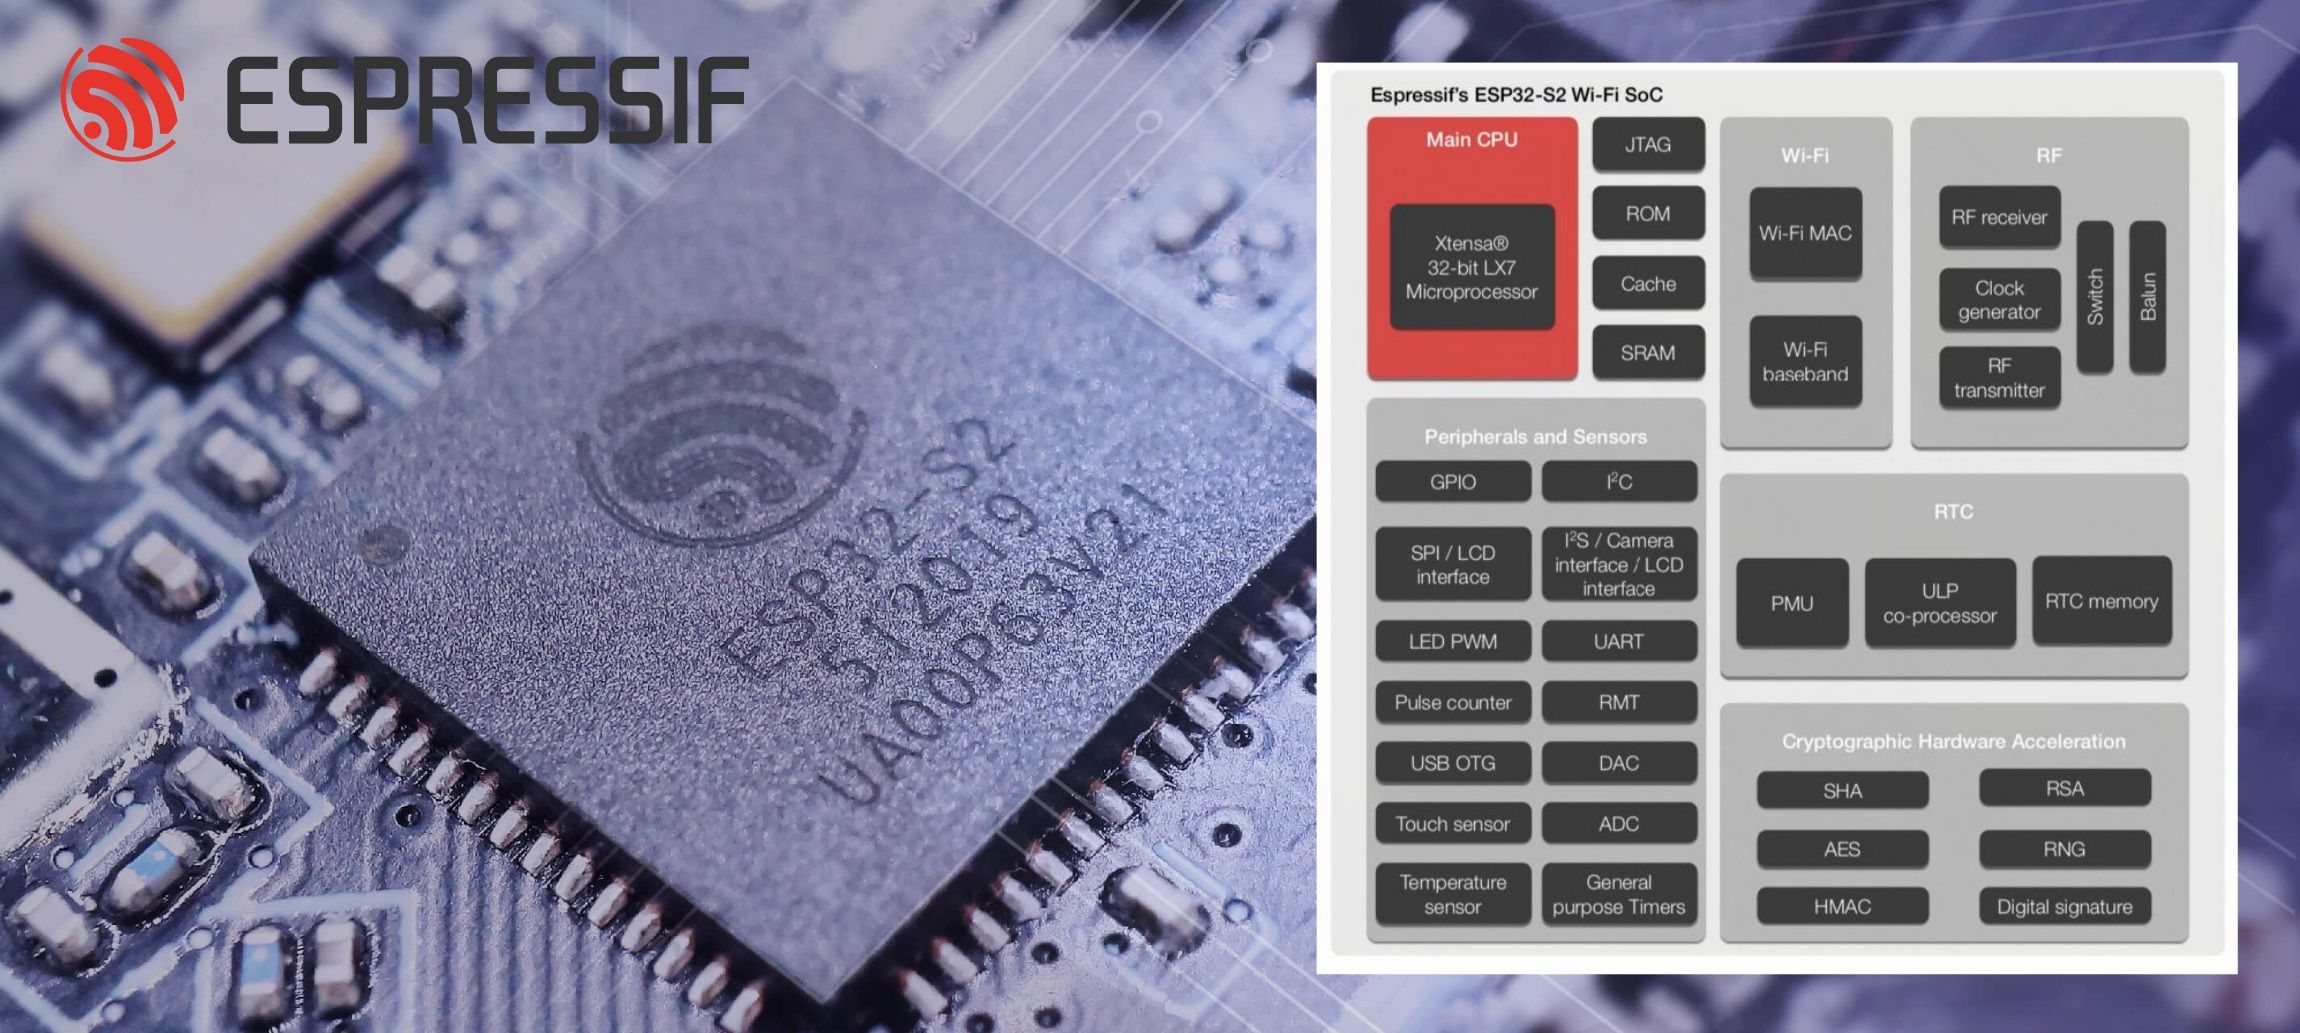 ESPRESSIF
ESP32-S2
512019
UA00P63V21
Espressif's ESP32-S2 Wi-Fi SoC
Main CPU
Xtensa®
32-bit LX7
Microprocessor
JTAG
ROM
Cache
SRAM
Wi-Fi
Wi-Fi MAC
Wi-Fi
baseband
RF
RF receiver
Clock
generator
RF
transmitter
Switch
Balun
Peripherals and Sensors
GPIO
I²C
SPI / LCD
interface
I²S / Camera
interface / LCD
interface
LED PWM
UART
Pulse counter
RMT
USB OTG
DAC
Touch sensor
ADC
Temperature
sensor
General
purpose Timers
RTC
PMU
ULP
co-processor
RTC memory
Cryptographic Hardware Acceleration
SHA
RSA
AES
RNG
HMAC
Digital signature